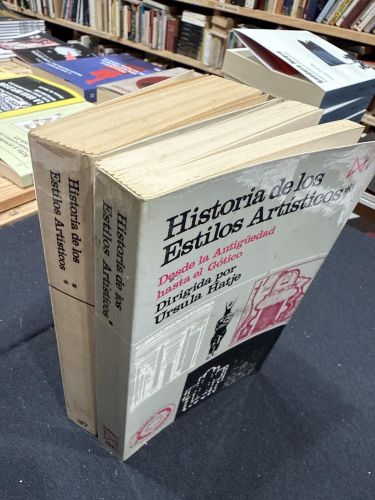 Historia de los
Estilos Artísticos
Desde la Antigüedad
hasta el Gótico
Dirigida por
Ursula Hatje
Historia de los
Estilos Artísticos *
Historia de los
Estilos Artísticos **